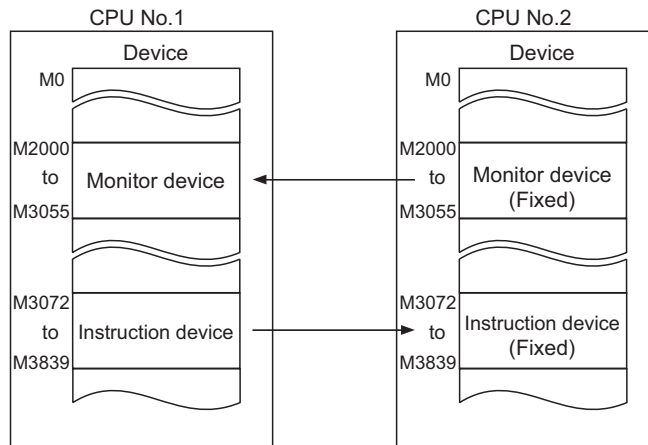 CPU No.1
Device
M0
M2000
to
M3055
Monitor device
M3072
to
M3839
Instruction device
CPU No.2
Device
M0
M2000
to
M3055
Monitor device
(Fixed)
M3072
to
M3839
Instruction device
(Fixed)